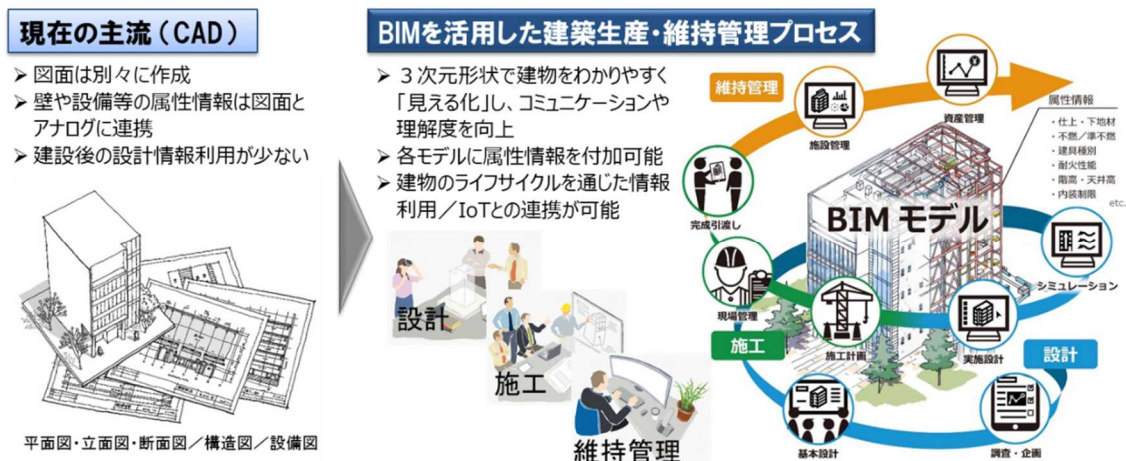 現在の主流（CAD）
➢ 図面は別々に作成
➢ 壁や設備等の属性情報は図面と
アナログに連携
➢ 建設後の設計情報利用が少ない
平面図・立面図・断面図／構造図／設備図
BIMを活用した建築生産・維持管理プロセス
➢ ３次元形状で建物をわかりやすく
「見える化」し、コミュニケーションや
理解度を向上
➢ 各モデルに属性情報を付加可能
➢ 建物のライフサイクルを通じた情報
利用／IoTとの連携が可能
設計
施工
維持管理
維持管理
施設管理
資産管理
属性情報
・仕上・下地材
・不燃／準不燃
・建具種別
・耐火性能
・階高・天井高
・内装制限
etc.
完成引渡し
BIM モデル
シミュレーション
現場管理
施工計画
実施設計
施工
設計
基本設計
調査・企画